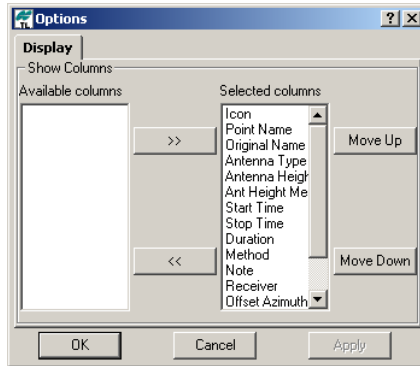 TL Options ? X
Display
Show Columns
Available columns
Selected columns
Icon
Point Name
Original Name
Antenna Type
Antenna Heigh
Ant Height Me
Start Time
Stop Time
Duration
Method
Note
Receiver
Offset Azimuth
>>
<<
Move Up
Move Down
OK
Cancel
Apply